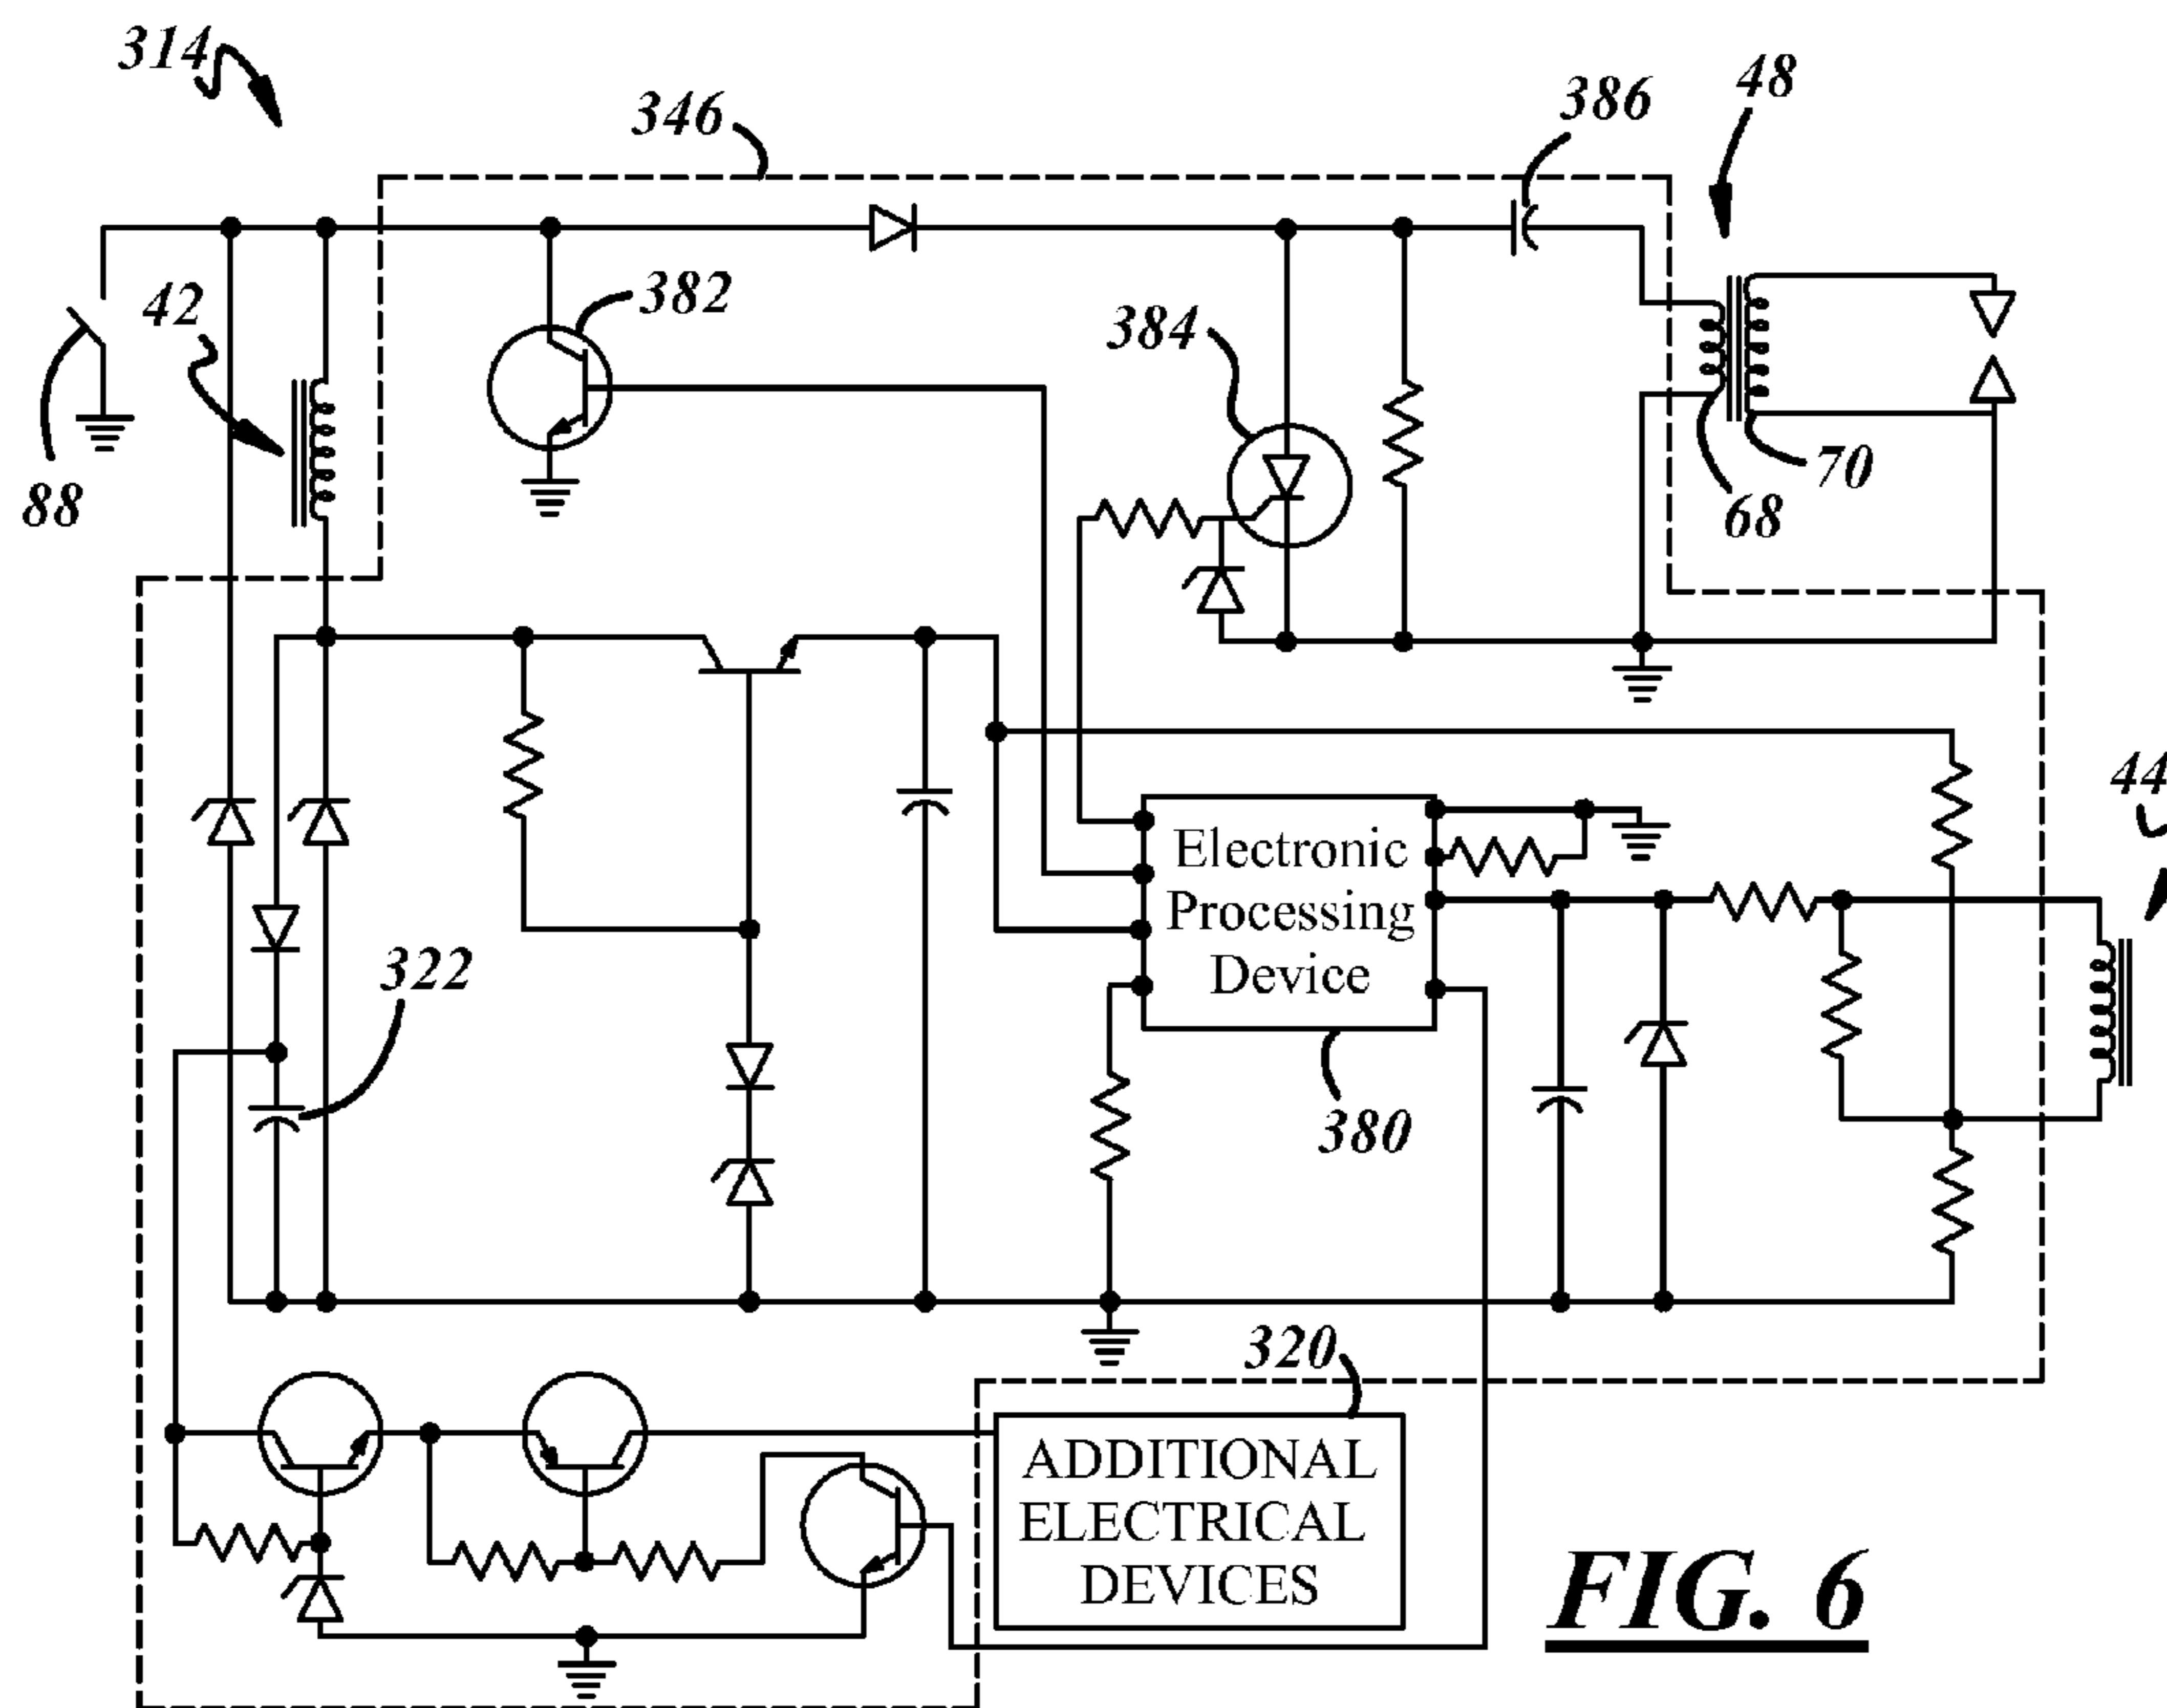 314
346
386
48
42
382
384
88
70
68
44
Electronic
Processing
Device
322
380
320
ADDITIONAL
ELECTRICAL
DEVICES
FIG. 6